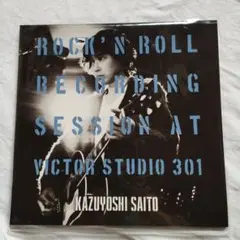 ROCK'N ROLL
RECORDING
SESSION AT
VICTOR STUDIO 301
KAZUYOSHI SAITO